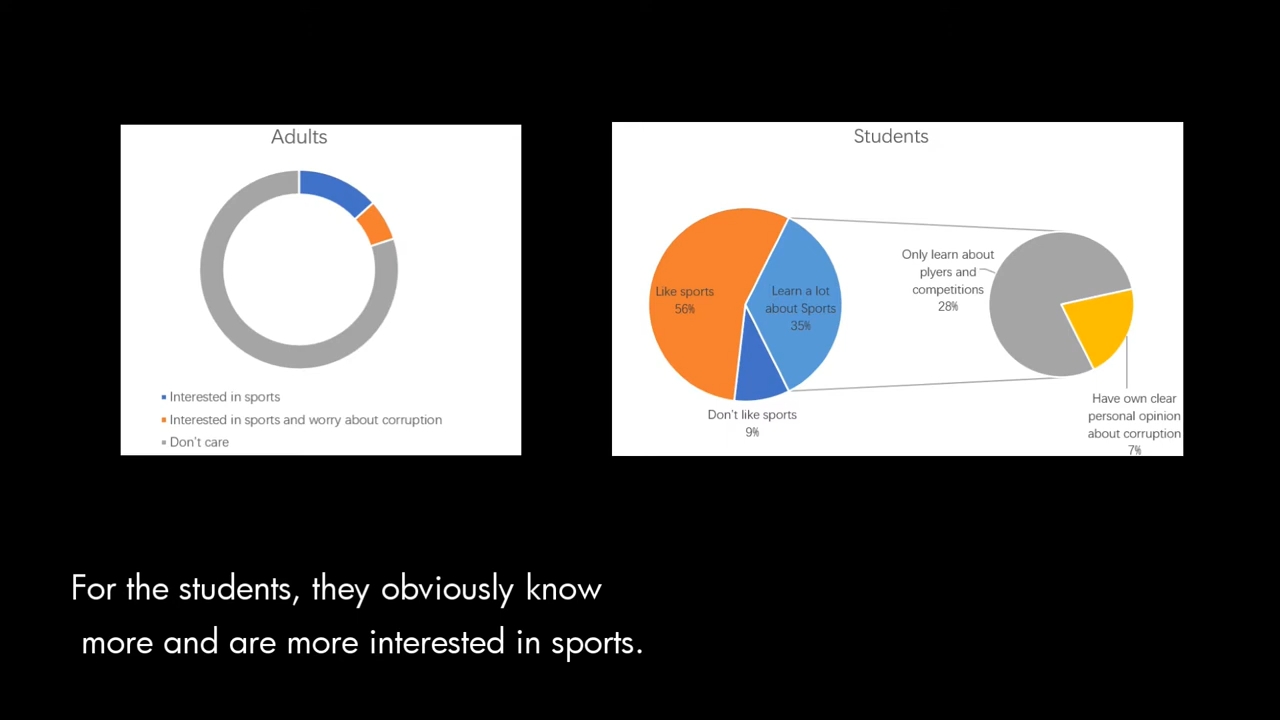 Adults
Interested in sports
Interested in sports and worry about corruption
Don't care
Students
Like sports
56%
Learn a lot
about Sports
35%
Don't like sports
9%
Only learn about
plyers and
competitions
28%
Have own clear
personal opinion
about corruption
7%
For the students, they obviously know
more and are more interested in sports.